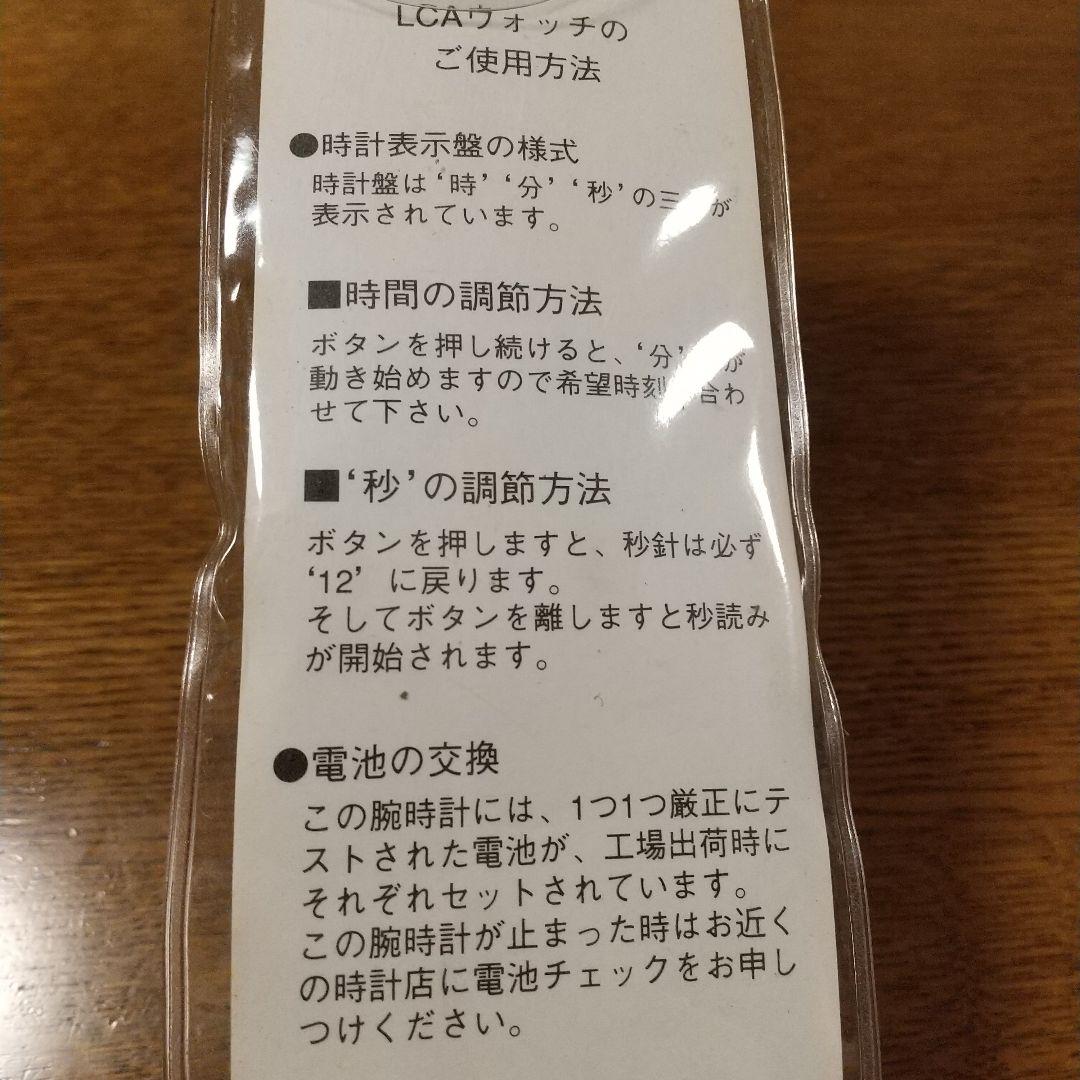 LCAウォッチの
ご使用方法
●時計表示盤の様式
時計盤は‘時’‘分’‘秒’の三 が
表示されています。
■時間の調節方法
ボタンを押し続けると、‘分’ が
動き始めますので希望時刻 合わ
せて下さい。
■‘秒’の調節方法
ボタンを押しますと、秒針は必ず
‘12’ に戻ります。
そしてボタンを離しますと秒読み
が開始されます。
●電池の交換
この腕時計には、1つ1つ厳正にテ
ストされた電池が、工場出荷時に
それぞれセットされています。
この腕時計が止まった時はお近く
の時計店に電池チェックをお申し
つけください。